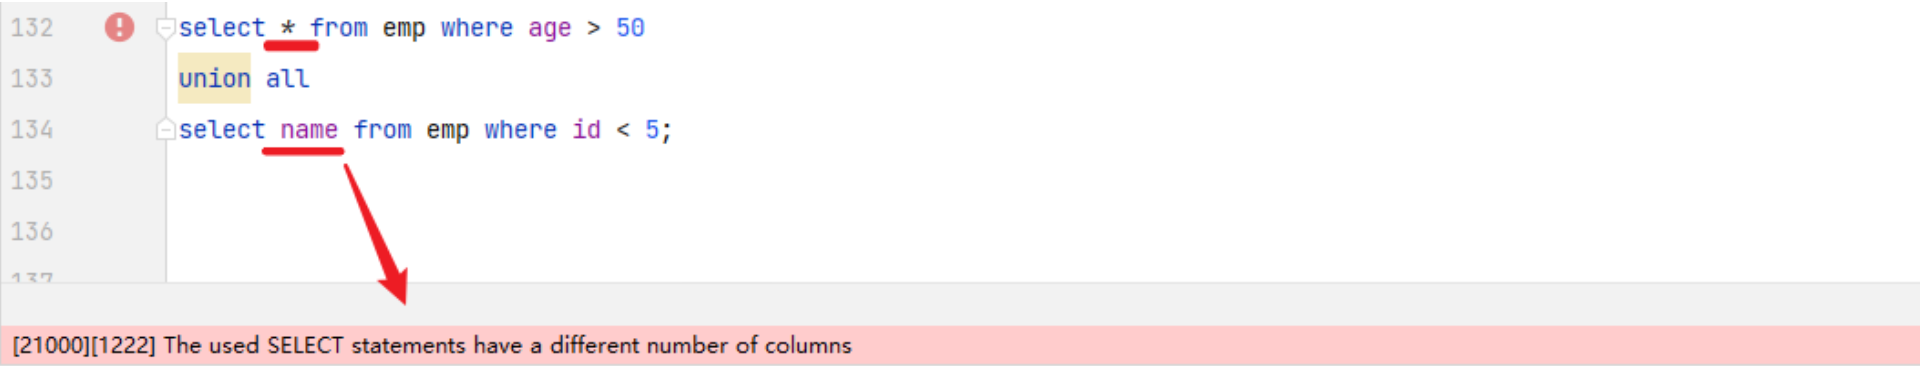 132 select * from emp where age > 50
133 union all
134 select name from emp where id < 5;
135
136
137
[21000][1222] The used SELECT statements have a different number of columns